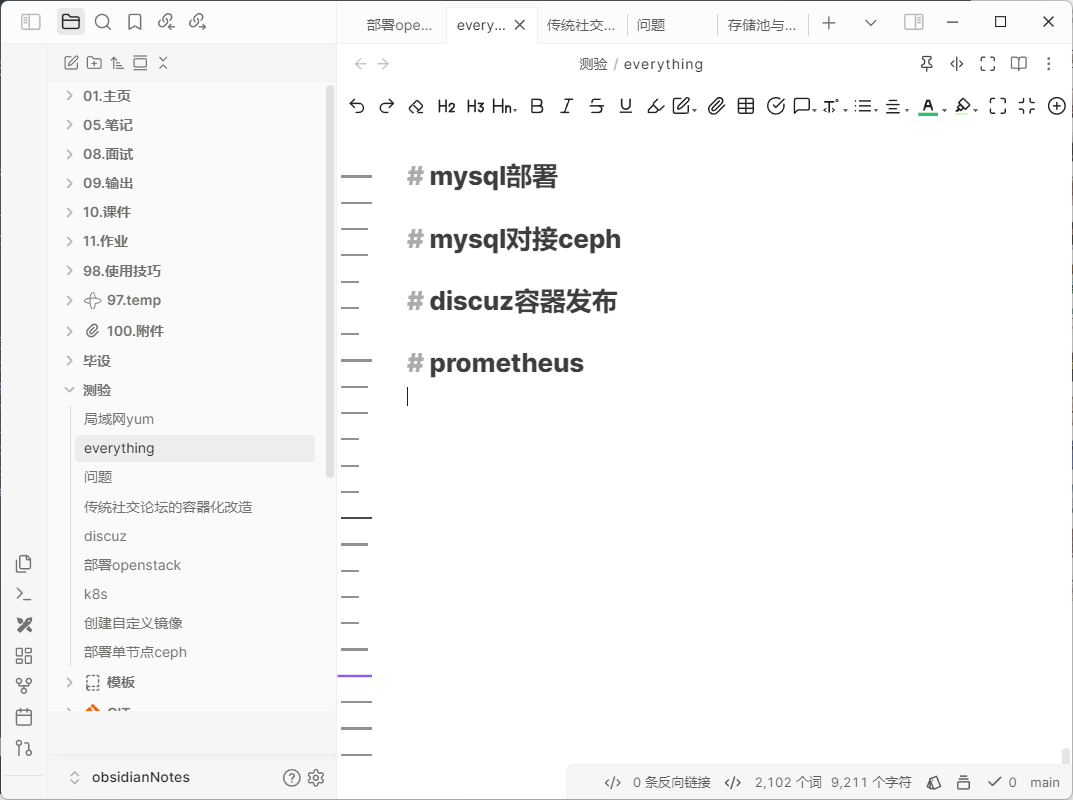 部署ope...
every...
传统社交...
问题
存储池与...
测验 / everything
H2 H3 Hn
B I S U
A
01.主页
05.笔记
08.面试
09.输出
10.课件
11.作业
98.使用技巧
97.temp
100.附件
毕设
测验
局域网yum
everything
问题
传统社交论坛的容器化改造
discuz
部署openstack
k8s
创建自定义镜像
部署单节点ceph
模板
GIT
obsidianNotes
# mysql部署
# mysql对接ceph
# discuz容器发布
# prometheus
0 条反向链接
2,102 个词 9,211 个字符
0
main